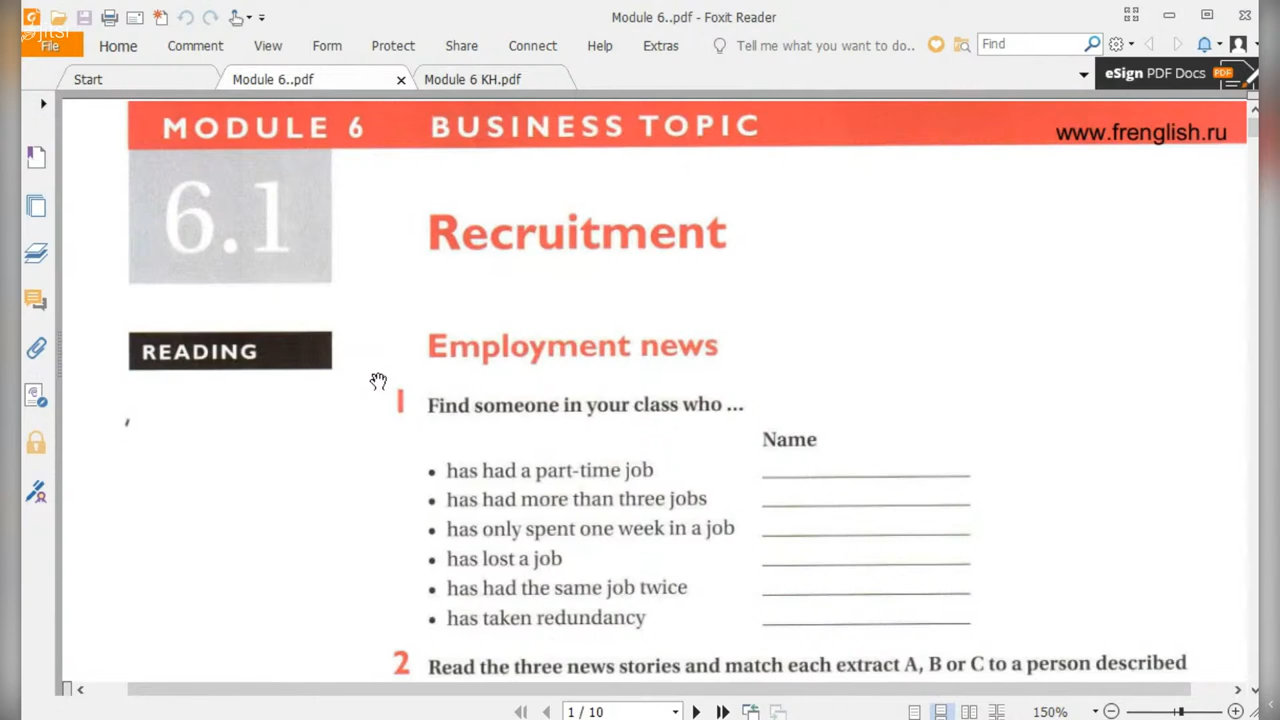 Module 6..pdf - Foxit Reader
jitsi
File Home Comment View Form Protect Share Connect Help Extras Tell me what you want to do.. Find
Start Module 6..pdf Module 6 KH.pdf eSign PDF Docs PDF
MODULE 6 BUSINESS TOPIC www.frenglish.ru
6.1
Recruitment
READING
Employment news
1 Find someone in your class who ...
Name
• has had a part-time job
• has had more than three jobs
• has only spent one week in a job
• has lost a job
• has had the same job twice
• has taken redundancy
2 Read the three news stories and match each extract A, B or C to a person described
1 / 10 150%